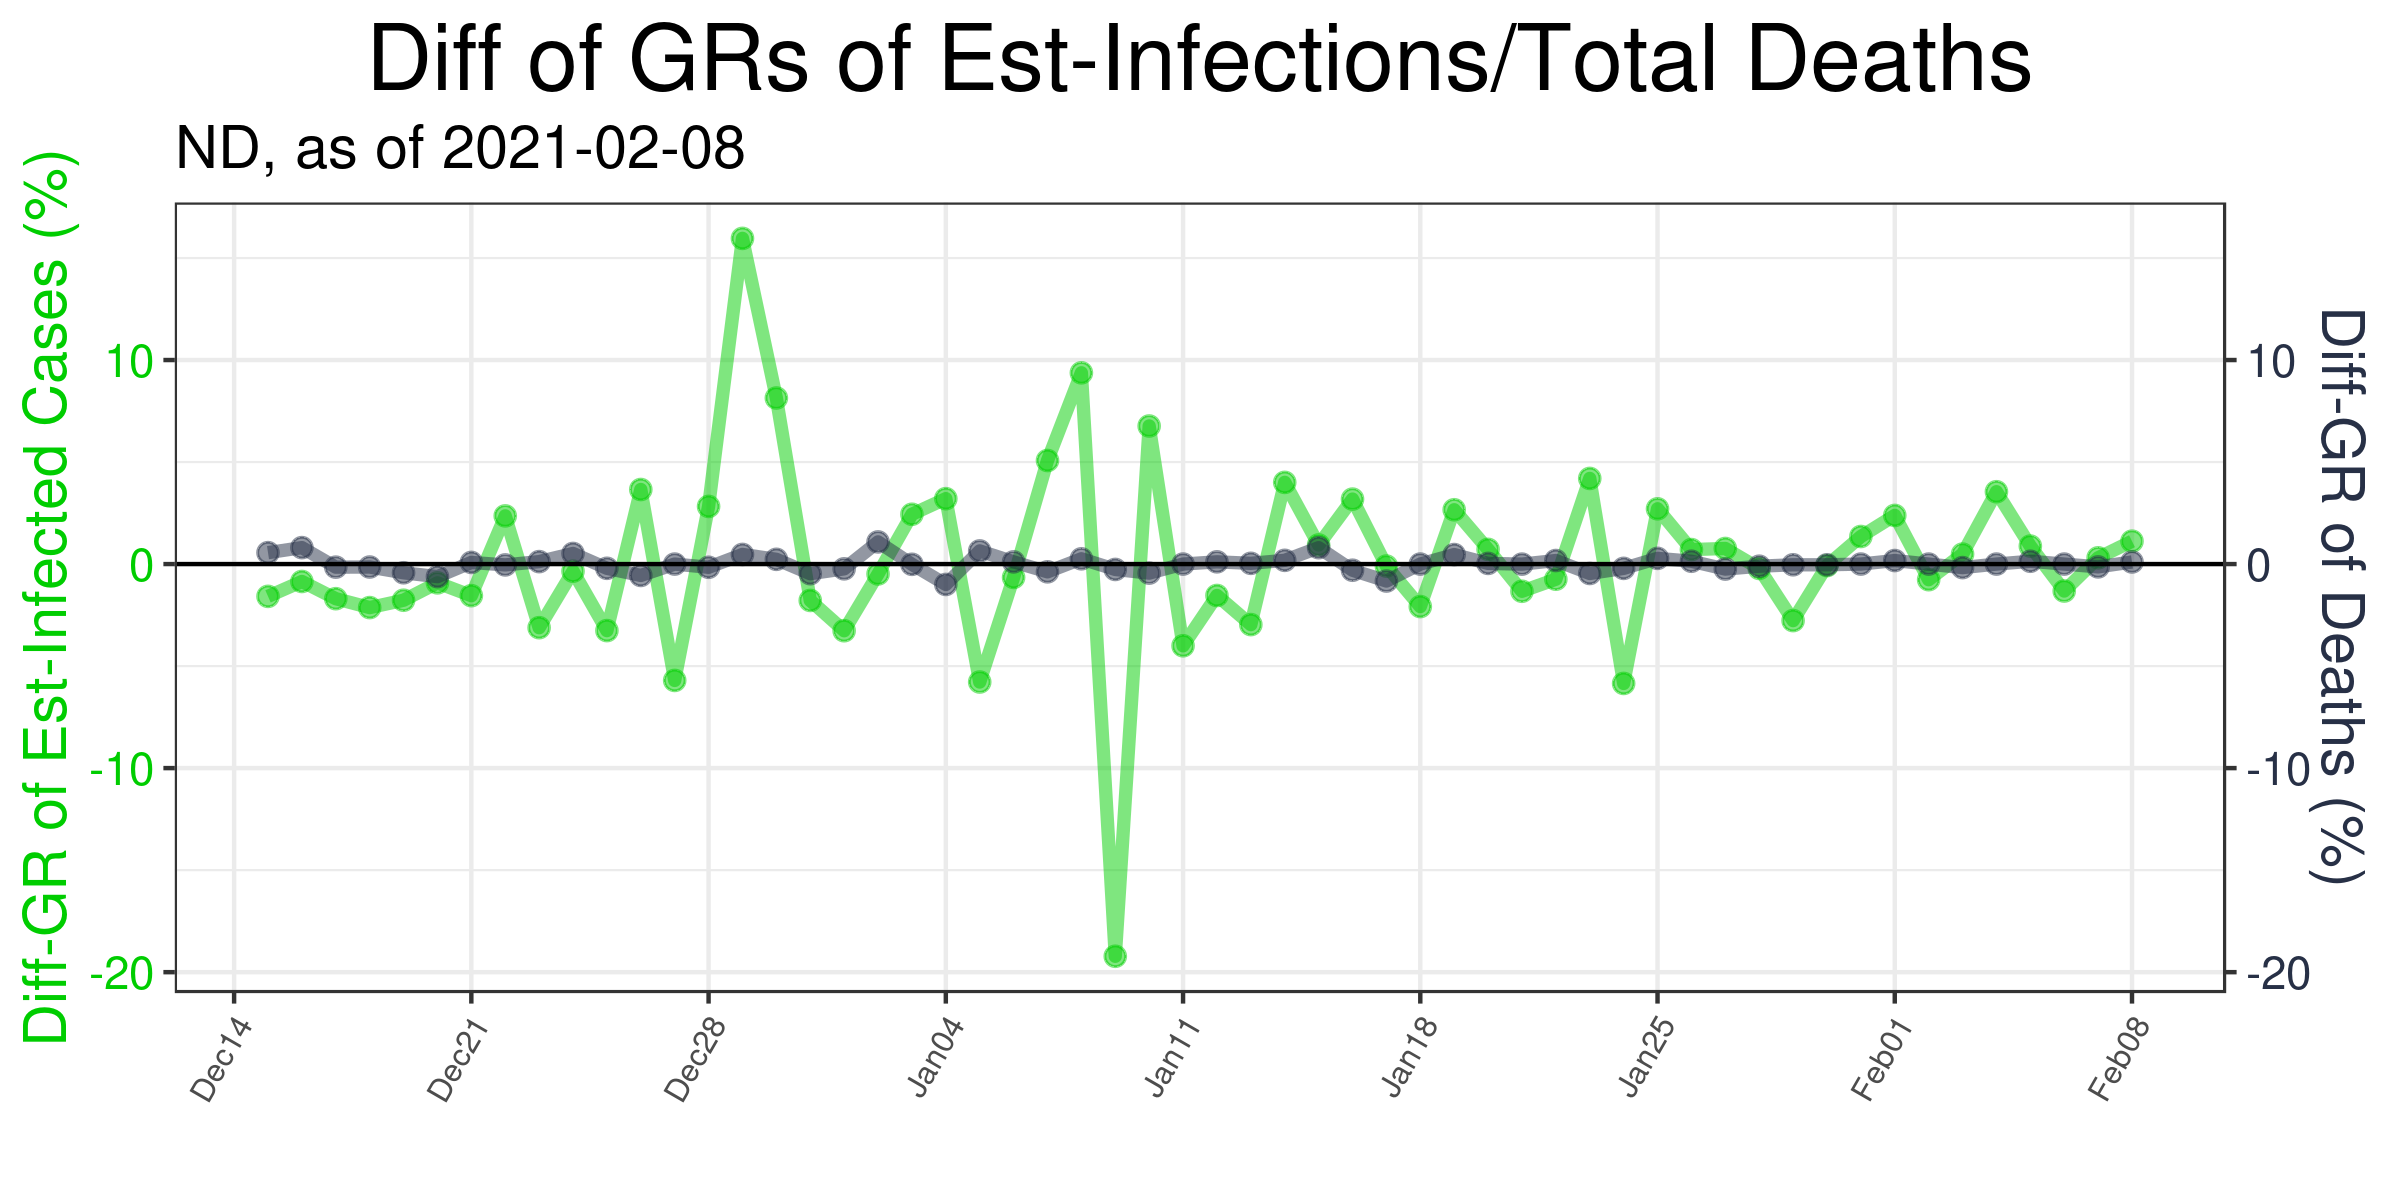 Diff of GRs of Est-Infections/Total Deaths
ND, as of 2021-02-08
Diff-GR of Est-Infected Cases (%)
10
0
-10
-20
10
0
-10
-20
Diff-GR of Deaths (%)
Dec14
Dec21
Dec28
Jan04
Jan11
Jan18
Jan25
Feb01
Feb08